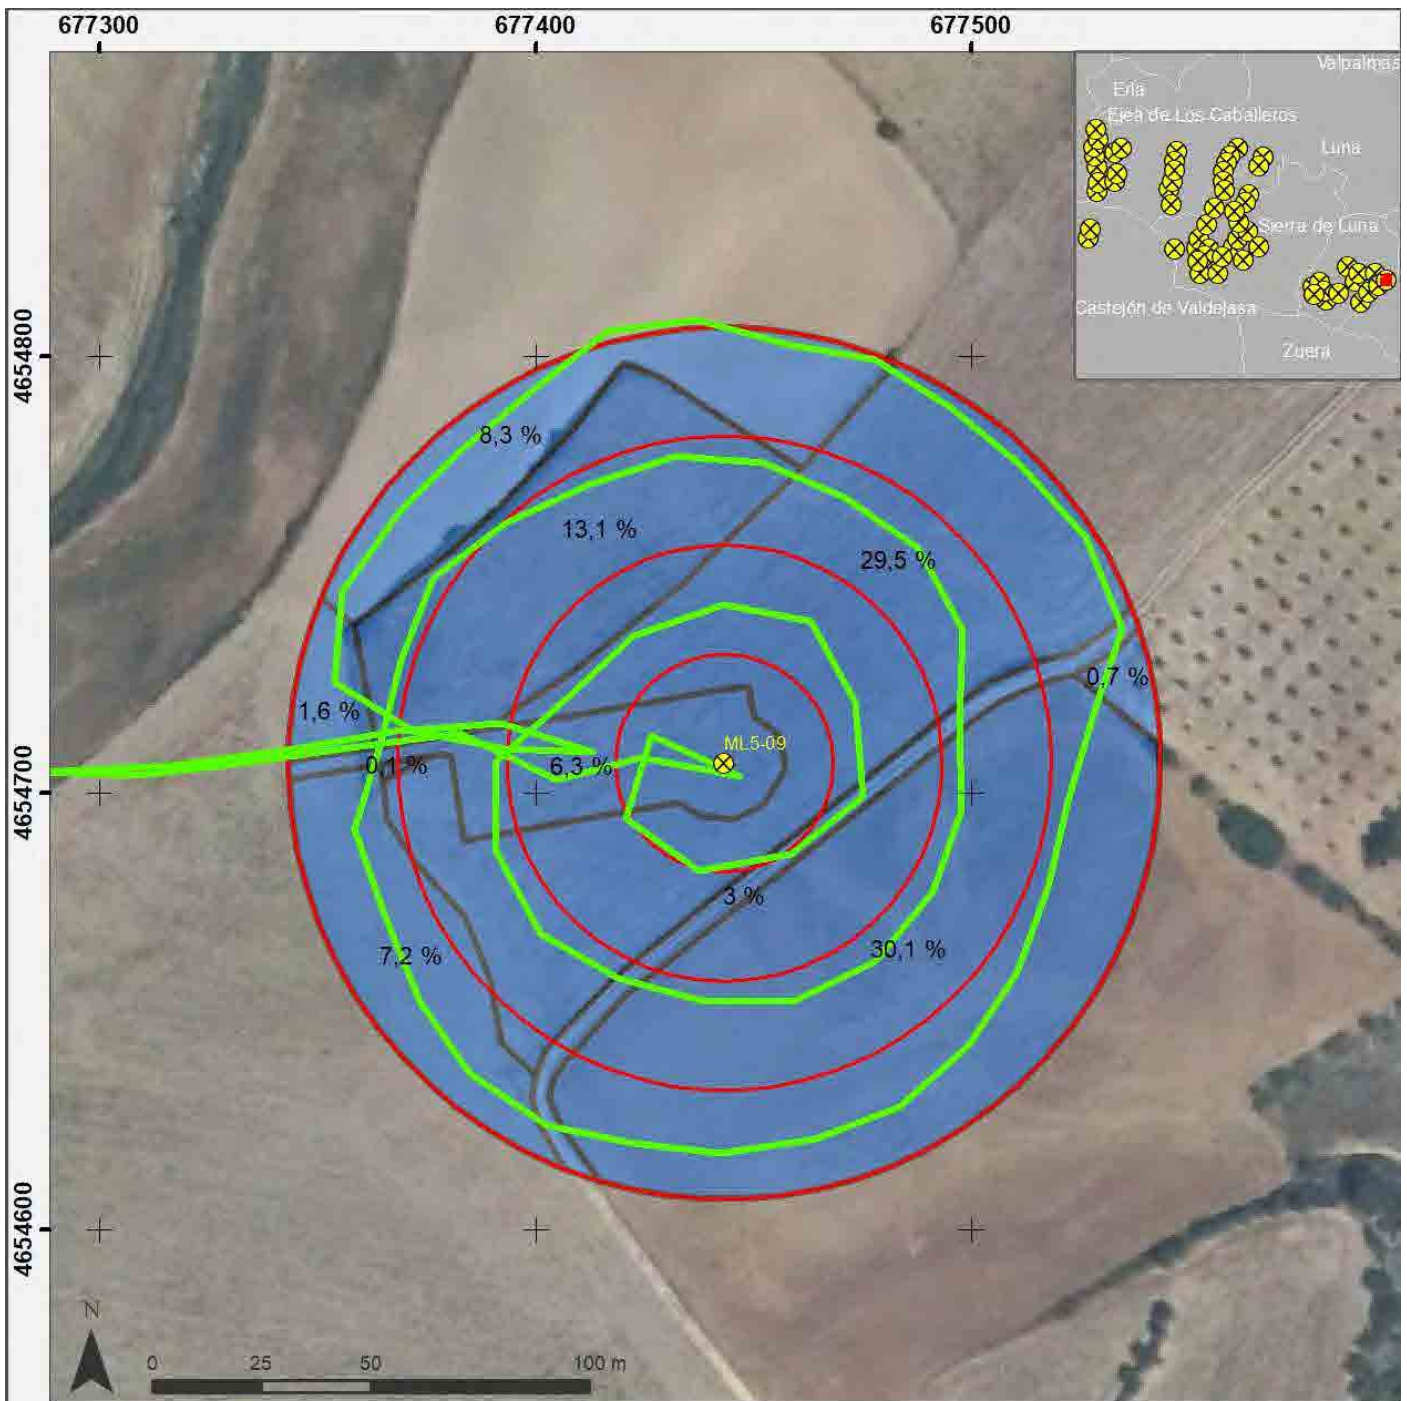 677300
677400
677500
Valpalmas
Erla
Ejea de Los Caballeros
Luna
Sierra de Luna
Castejón de Valdejasa
Zuera
4654800
8,3 %
13,1 %
29,5 %
0,7 %
1,6 %
ML5-09
0,1 %
6,3 %
4654700
3 %
7,2 %
30,1 %
4654600
N
0
25
50
100 m